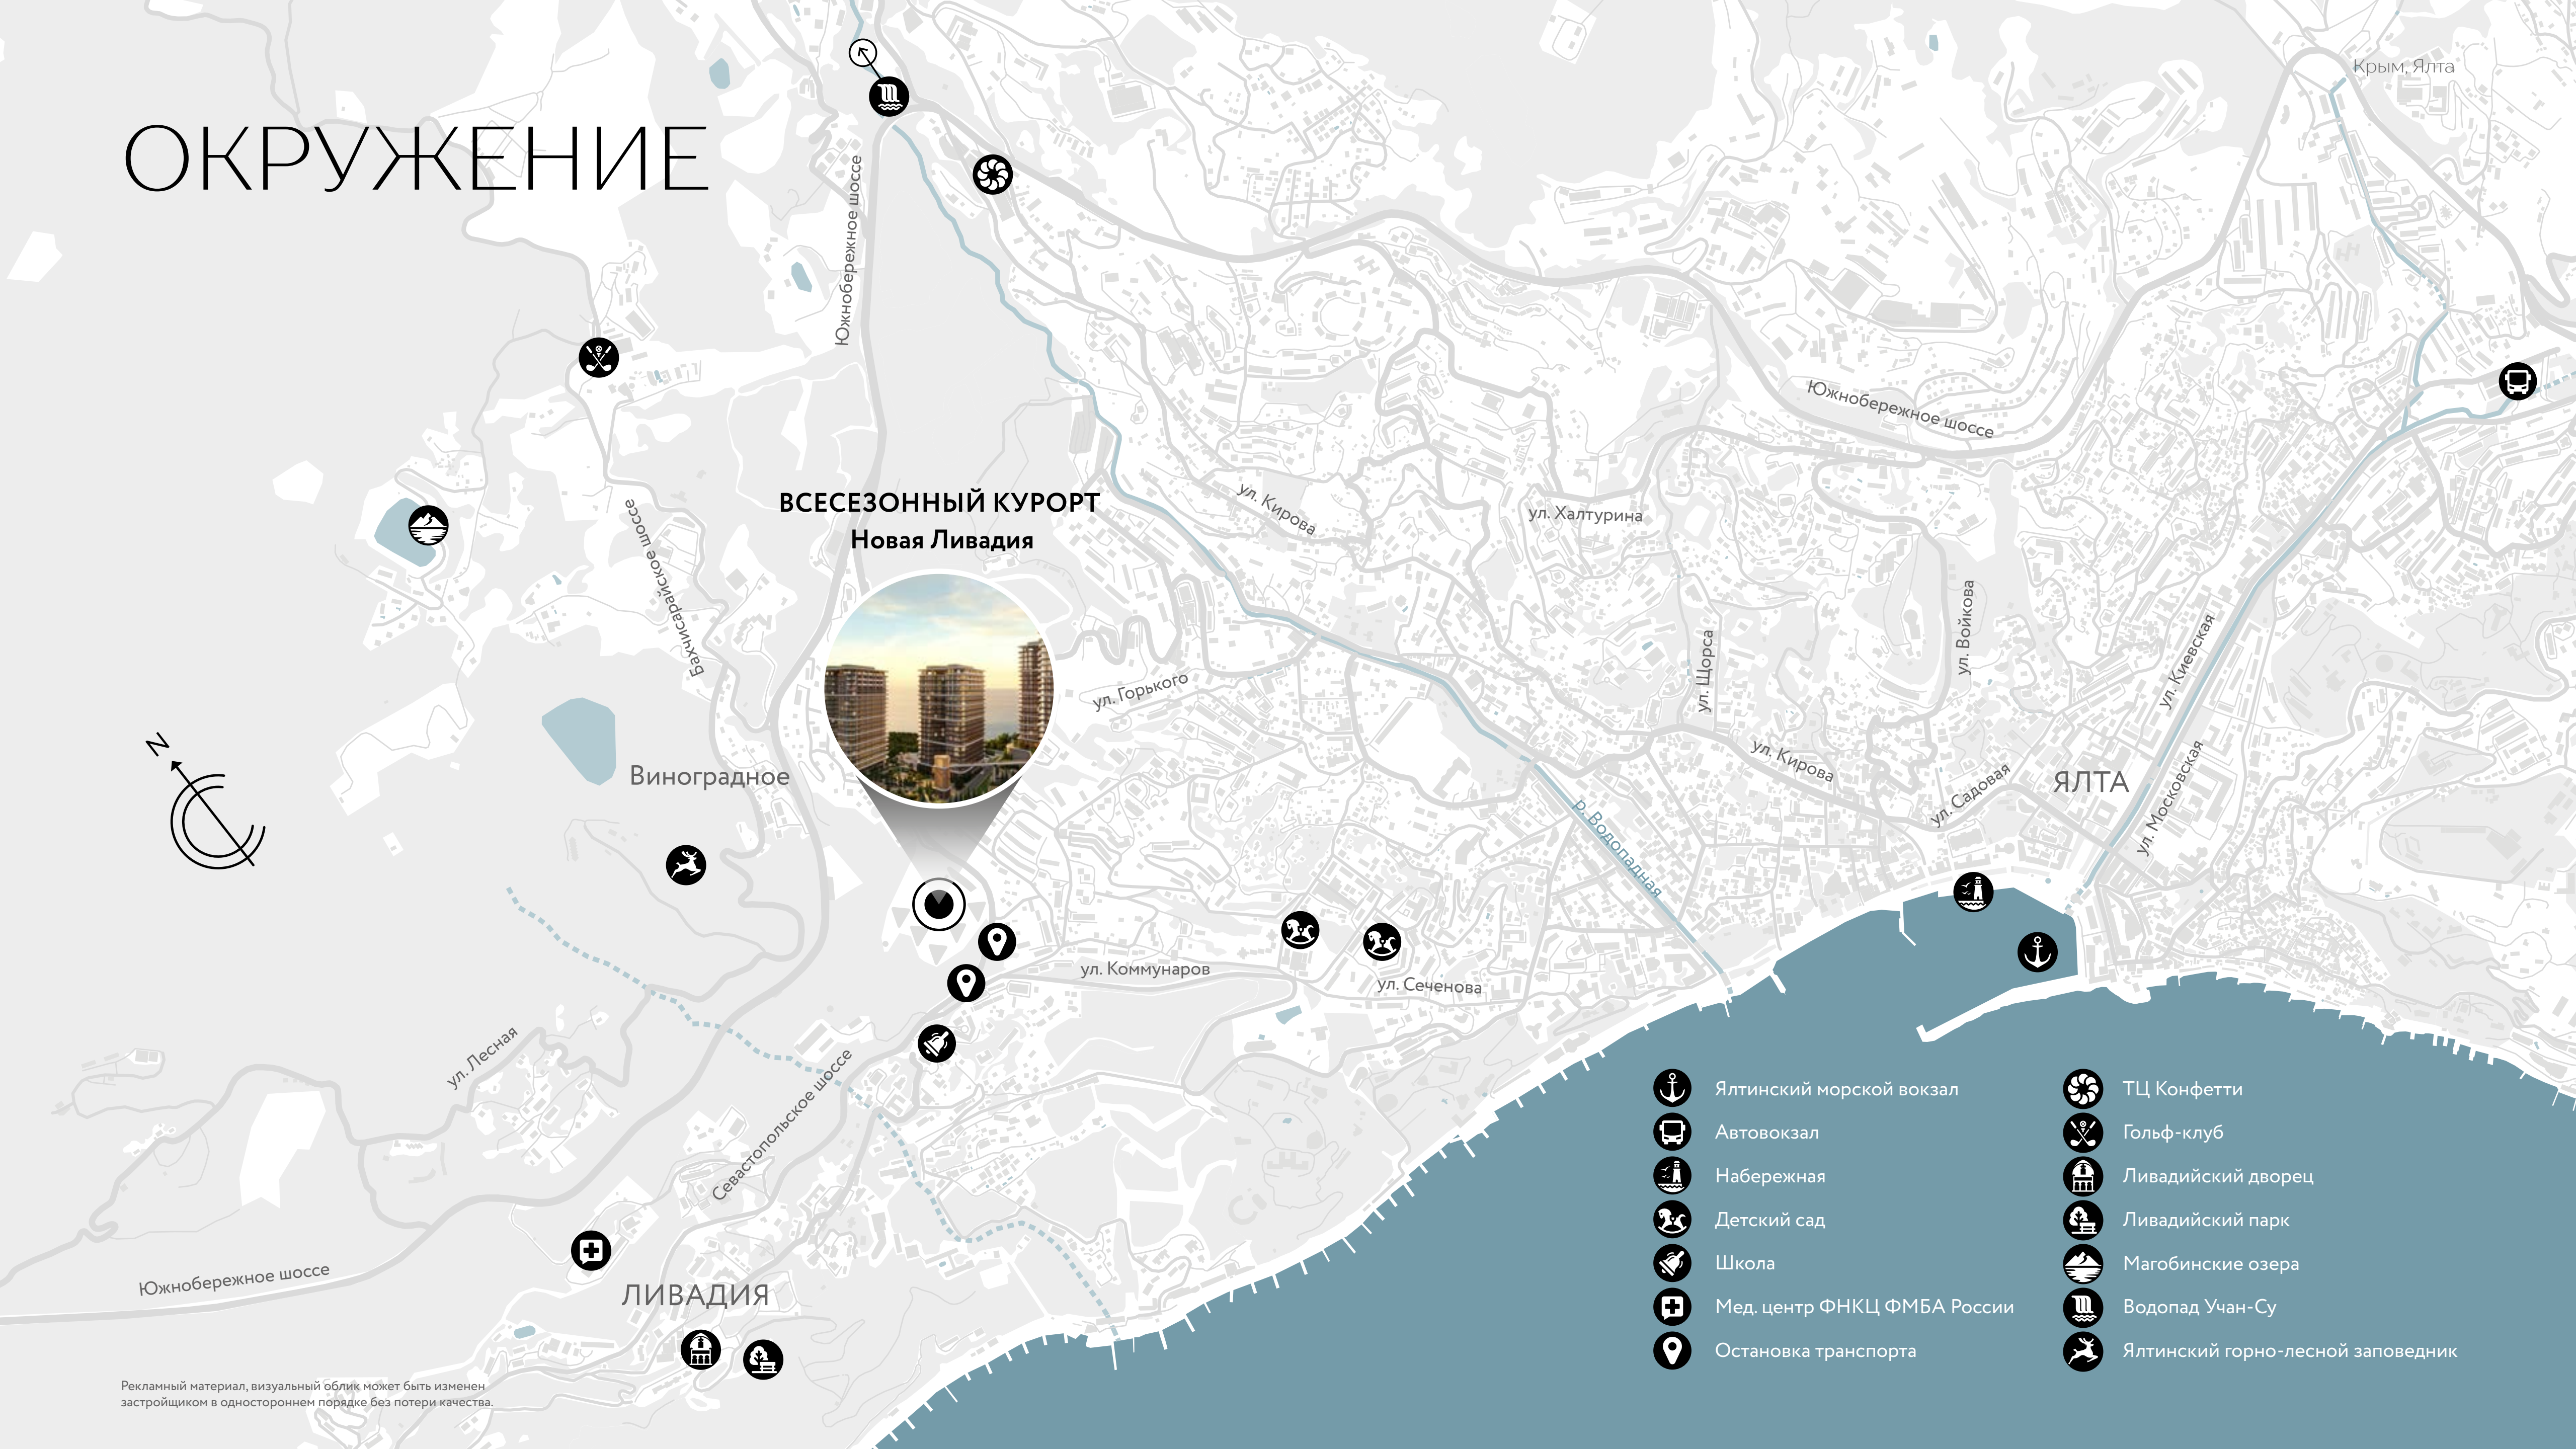 Крым, Ялта
ОКРУЖЕНИЕ
Южнобережное шоссе
Южнобережное шоссе
ВСЕСЕЗОННЫЙ КУРОРТ
Новая Ливадия
ул. Кирова
ул. Халтурина
Бахчисарайское шоссе
ул. Войкова
ул. Щорса
ул. Киевская
ул. Горького
N
Виноградное
ул. Кирова
ул. Садовая
ЯЛТА
ул. Московская
р. Водопадная
ул. Коммунаров
ул. Сеченова
ул. Лесная
Севастопольское шоссе
Южнобережное шоссе
ЛИВАДИЯ
Ялтинский морской вокзал
Автовокзал
Набережная
Детский сад
Школа
Мед. центр ФНКЦ ФМБА России
Остановка транспорта
ТЦ Конфетти
Гольф-клуб
Ливадийский дворец
Ливадийский парк
Магобинские озера
Водопад Учан-Су
Ялтинский горно-лесной заповедник
Рекламный материал, визуальный облик может быть изменен
застройщиком в одностороннем порядке без потери качества.